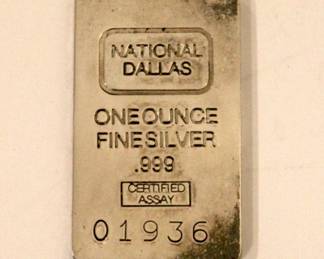 NATIONAL
DALLAS
ONE OUNCE
FINE SILVER
.999
CERTIFIED
ASSAY
01936